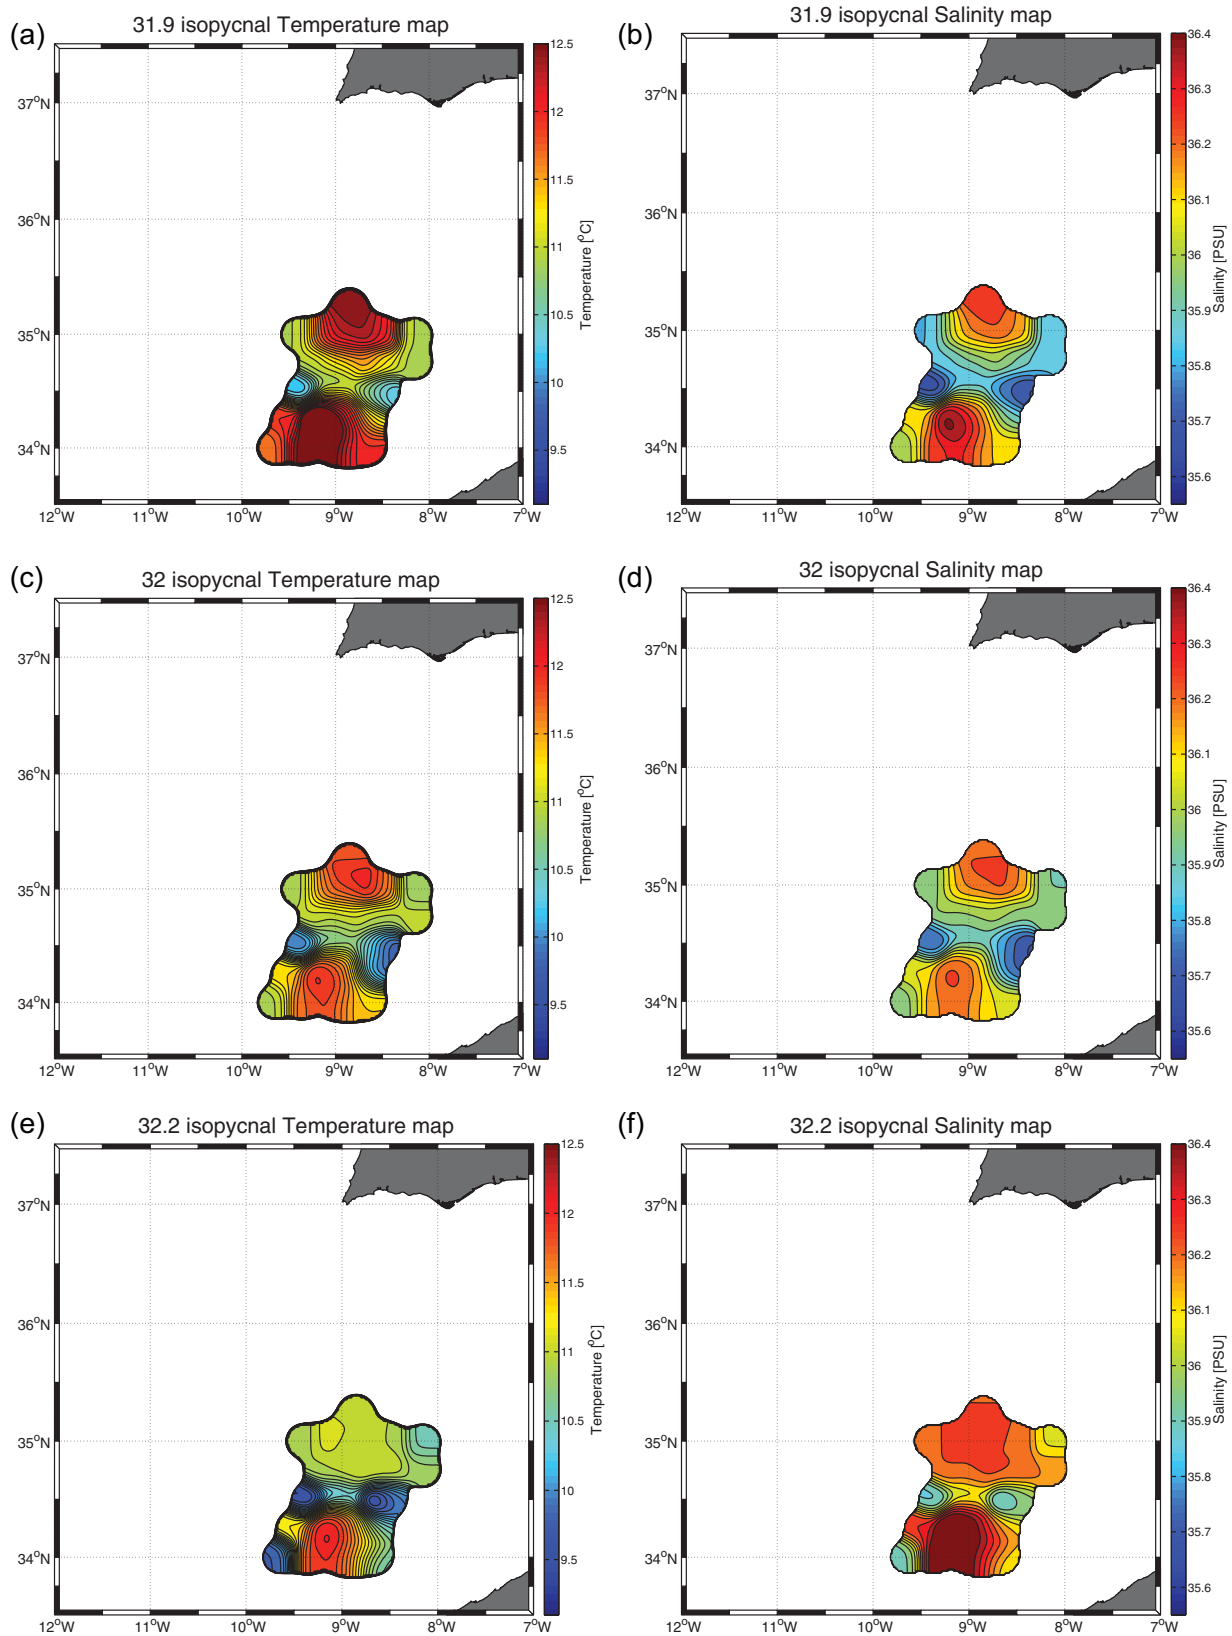 (a)
31.9 isopycnal Temperature map
37°N
36°N
35°N
34°N
12°W
11°W
10°W
9°W
8°W
7°W
12.5
12
11.5
11
10.5
10
9.5
Temperature [°C]
(b)
31.9 isopycnal Salinity map
37°N
36°N
35°N
34°N
12°W
11°W
10°W
9°W
8°W
7°W
36.4
36.3
36.2
36.1
36
35.9
35.8
35.7
35.6
Salinity [PSU]
(c)
32 isopycnal Temperature map
37°N
36°N
35°N
34°N
12°W
11°W
10°W
9°W
8°W
7°W
12.5
12
11.5
11
10.5
10
9.5
Temperature [°C]
(d)
32 isopycnal Salinity map
37°N
36°N
35°N
34°N
12°W
11°W
10°W
9°W
8°W
7°W
36.4
36.3
36.2
36.1
36
35.9
35.8
35.7
35.6
Salinity [PSU]
(e)
32.2 isopycnal Temperature map
37°N
36°N
35°N
34°N
12°W
11°W
10°W
9°W
8°W
7°W
12.5
12
11.5
11
10.5
10
9.5
Temperature [°C]
(f)
32.2 isopycnal Salinity map
37°N
36°N
35°N
34°N
12°W
11°W
10°W
9°W
8°W
7°W
36.4
36.3
36.2
36.1
36
35.9
35.8
35.7
35.6
Salinity [PSU]